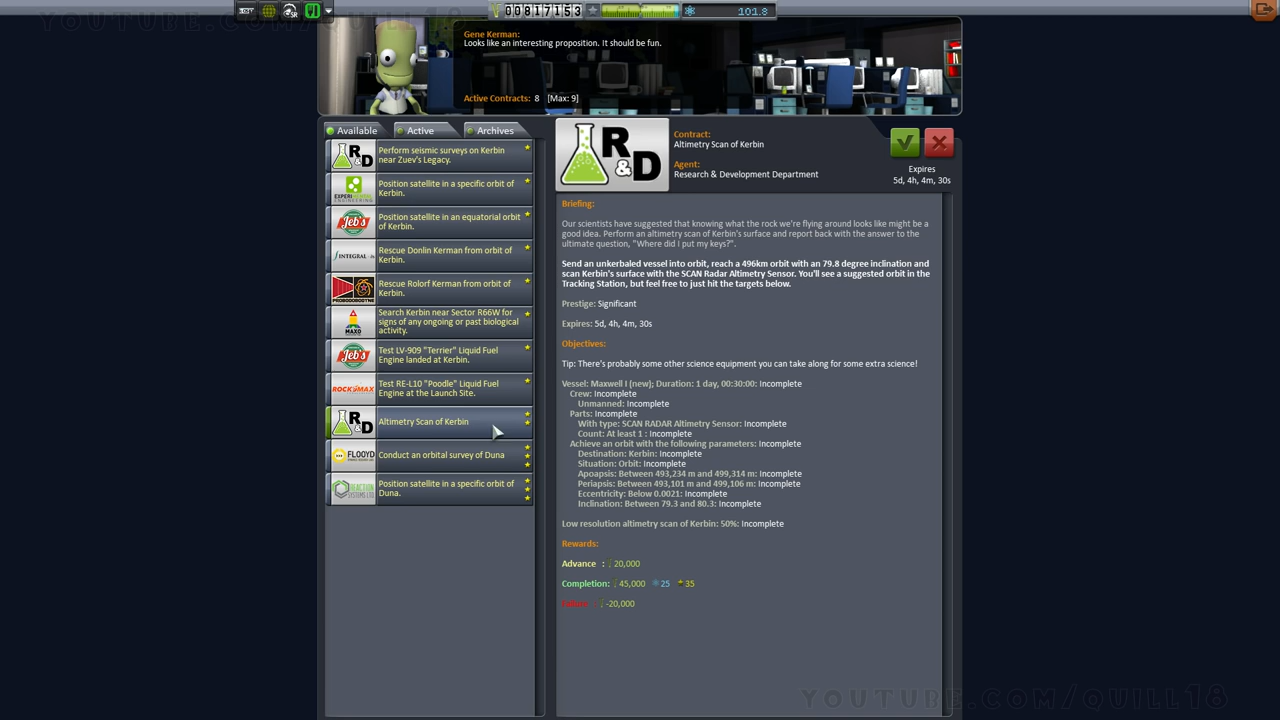 00817153
101.8
YOUTUBE.COM/QUILL18
Gene Kerman:
Looks like an interesting proposition. It should be fun.
Active Contracts: 8 [Max: 9]
Available
Active
Archives
R&D
Perform seismic surveys on Kerbin
near Zuev's Legacy.
Position satellite in a specific orbit of
Kerbin.
Jeb's
Position satellite in an equatorial orbit
of Kerbin.
INTEGRAL
Rescue Donlin Kerman from orbit of
Kerbin.
Rescue Rolorf Kerman from orbit of
Kerbin.
MAXO
Search Kerbin near Sector R66W for
signs of any ongoing or past biological
activity.
Jeb's
Test LV-909 "Terrier" Liquid Fuel
Engine landed at Kerbin.
ROCKOMAX
Test RE-L10 "Poodle" Liquid Fuel
Engine at the Launch Site.
R&D
Altimetry Scan of Kerbin
FLOOYD
Conduct an orbital survey of Duna
REACTION
Position satellite in a specific orbit of
Duna.
R&D
Contract:
Altimetry Scan of Kerbin
Agent:
Research & Development Department
Expires
5d, 4h, 4m, 30s
Briefing:
Our scientists have suggested that knowing what the rock we're flying around looks like might be a
good idea. Perform an altimetry scan of Kerbin's surface and report back with the answer to the
ultimate question, "Where did I put my keys?".
Send an unkerbaled vessel into orbit, reach a 496km orbit with an 79.8 degree inclination and
scan Kerbin's surface with the SCAN Radar Altimetry Sensor. You'll see a suggested orbit in the
Tracking Station, but feel free to just hit the targets below.
Prestige: Significant
Expires: 5d, 4h, 4m, 30s
Objectives:
Tip: There's probably some other science equipment you can take along for some extra science!
Vessel: Maxwell I (new); Duration: 1 day, 00:30:00: Incomplete
Crew: Incomplete
Unmanned: Incomplete
Parts: Incomplete
With type: SCAN RADAR Altimetry Sensor: Incomplete
Count: At least 1 : Incomplete
Achieve an orbit with the following parameters: Incomplete
Destination: Kerbin: Incomplete
Situation: Orbit: Incomplete
Apoapsis: Between 493,234 m and 499,314 m: Incomplete
Periapsis: Between 493,101 m and 499,106 m: Incomplete
Eccentricity: Below 0.0021: Incomplete
Inclination: Between 79.3 and 80.3: Incomplete
Low resolution altimetry scan of Kerbin: 50%: Incomplete
Rewards:
Advance : 20,000
Completion: 45,000 25 35
Failure: -20,000
YOUTUBE.COM/QUILL18